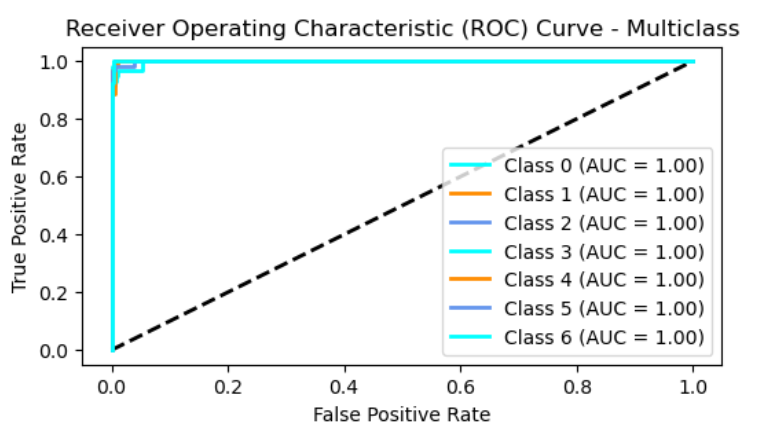 Receiver Operating Characteristic (ROC) Curve - Multiclass
True Positive Rate
1.0
0.8
0.6
0.4
0.2
0.0
Class 0 (AUC = 1.00)
Class 1 (AUC = 1.00)
Class 2 (AUC = 1.00)
Class 3 (AUC = 1.00)
Class 4 (AUC = 1.00)
Class 5 (AUC = 1.00)
Class 6 (AUC = 1.00)
0.0 0.2 0.4 0.6 0.8 1.0
False Positive Rate